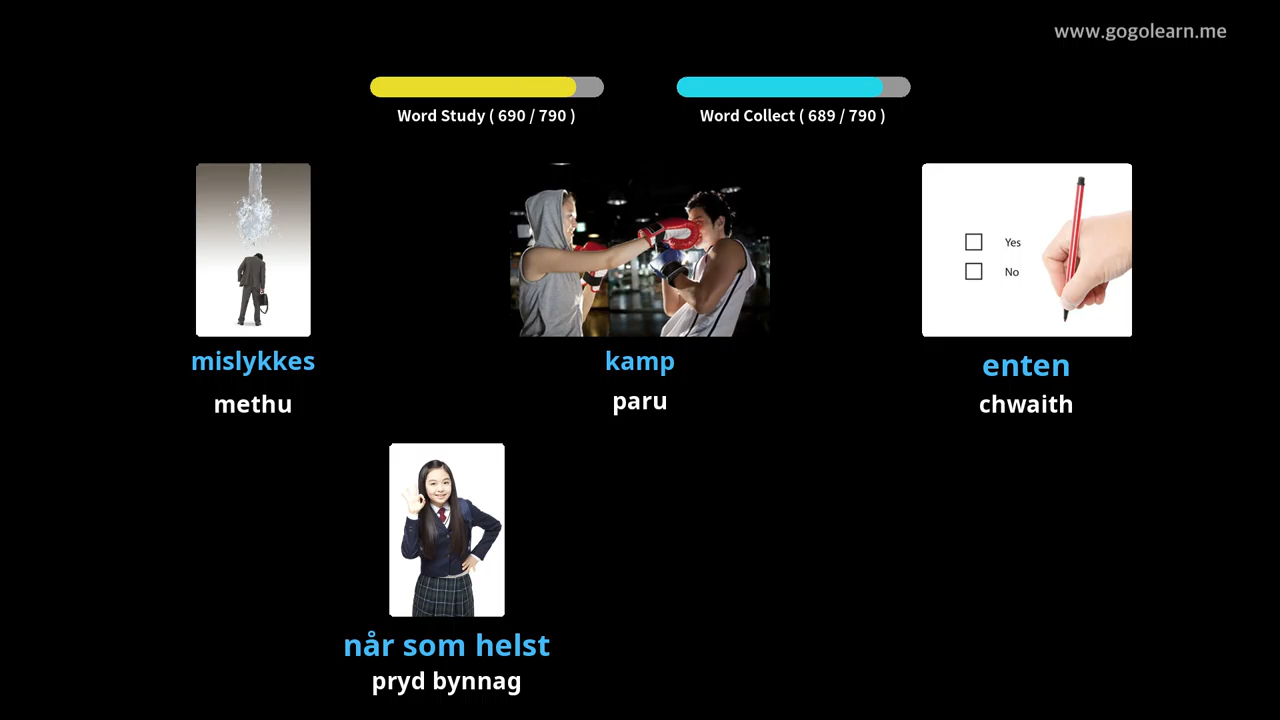 www.gogolearn.me
Word Study ( 690 / 790 )
Word Collect ( 689 / 790 )
Yes
No
mislykkes
methu
kamp
paru
enten
chwaith
når som helst
pryd bynnag